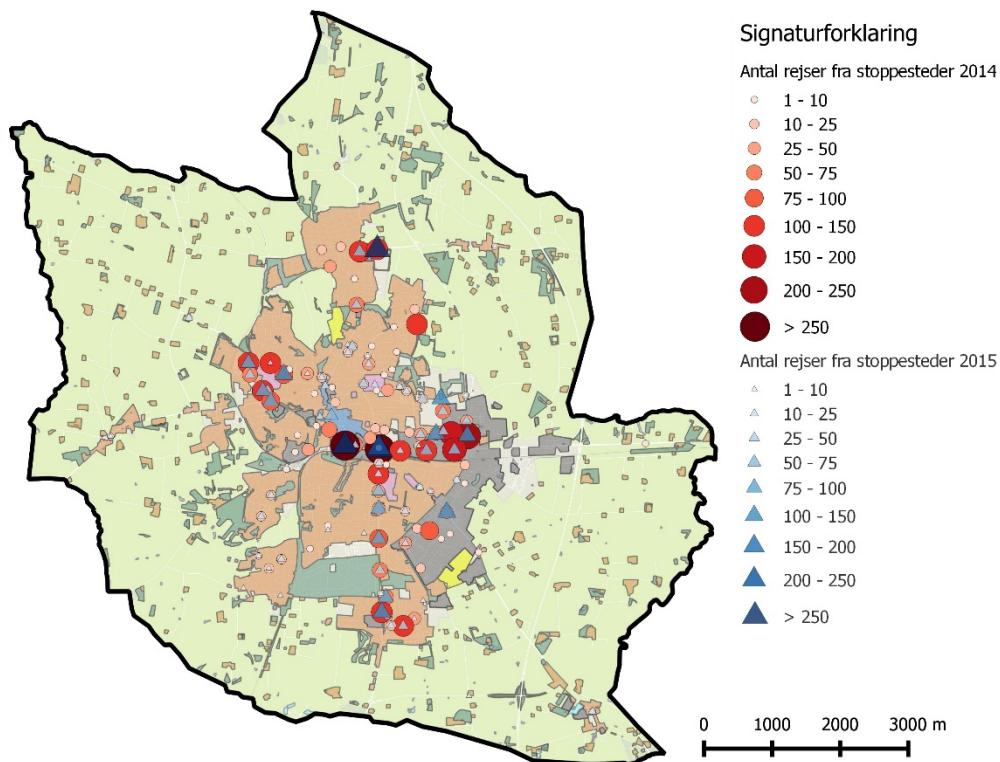 Signaturforklaring
Antal rejser fra stoppesteder 2014
1 - 10
10 - 25
25 - 50
50 - 75
75 - 100
100 - 150
150 - 200
200 - 250
> 250
Antal rejser fra stoppesteder 2015
1 - 10
10 - 25
25 - 50
50 - 75
75 - 100
100 - 150
150 - 200
200 - 250
> 250
0 1000 2000 3000 m